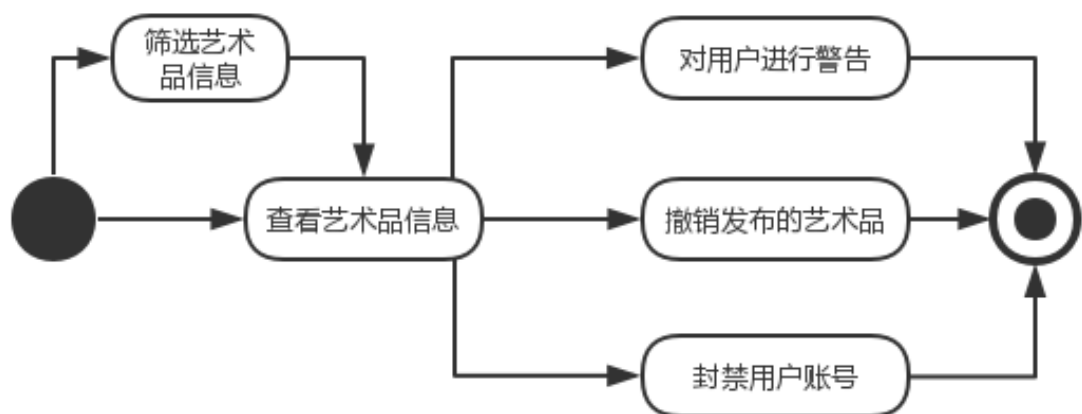 筛选艺术
品信息
查看艺术品信息
对用户进行警告
撤销发布的艺术品
封禁用户账号